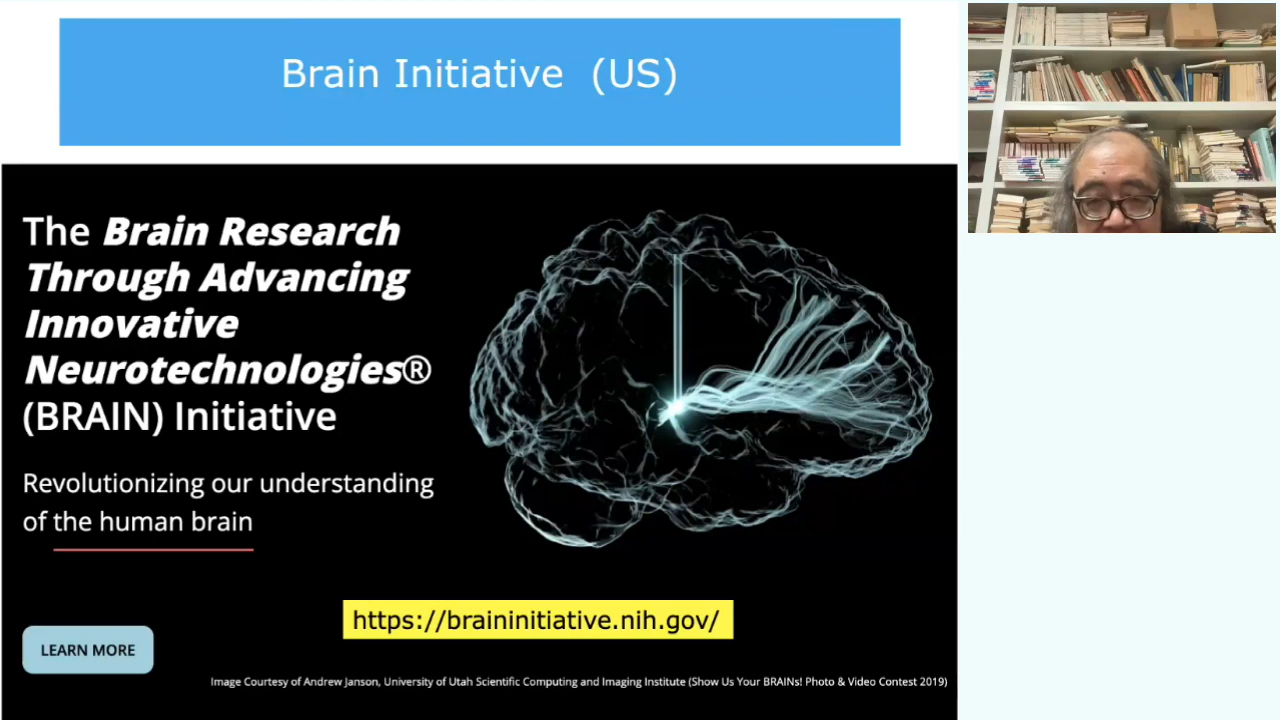 Brain Initiative (US)
The Brain Research
Through Advancing
Innovative
Neurotechnologies®
(BRAIN) Initiative
Revolutionizing our understanding
of the human brain
https://braininitiative.nih.gov/
LEARN MORE
Image Courtesy of Andrew Janson, University of Utah Scientific Computing and Imaging Institute (Show Us Your BRAINs! Photo & Video Contest 2019)